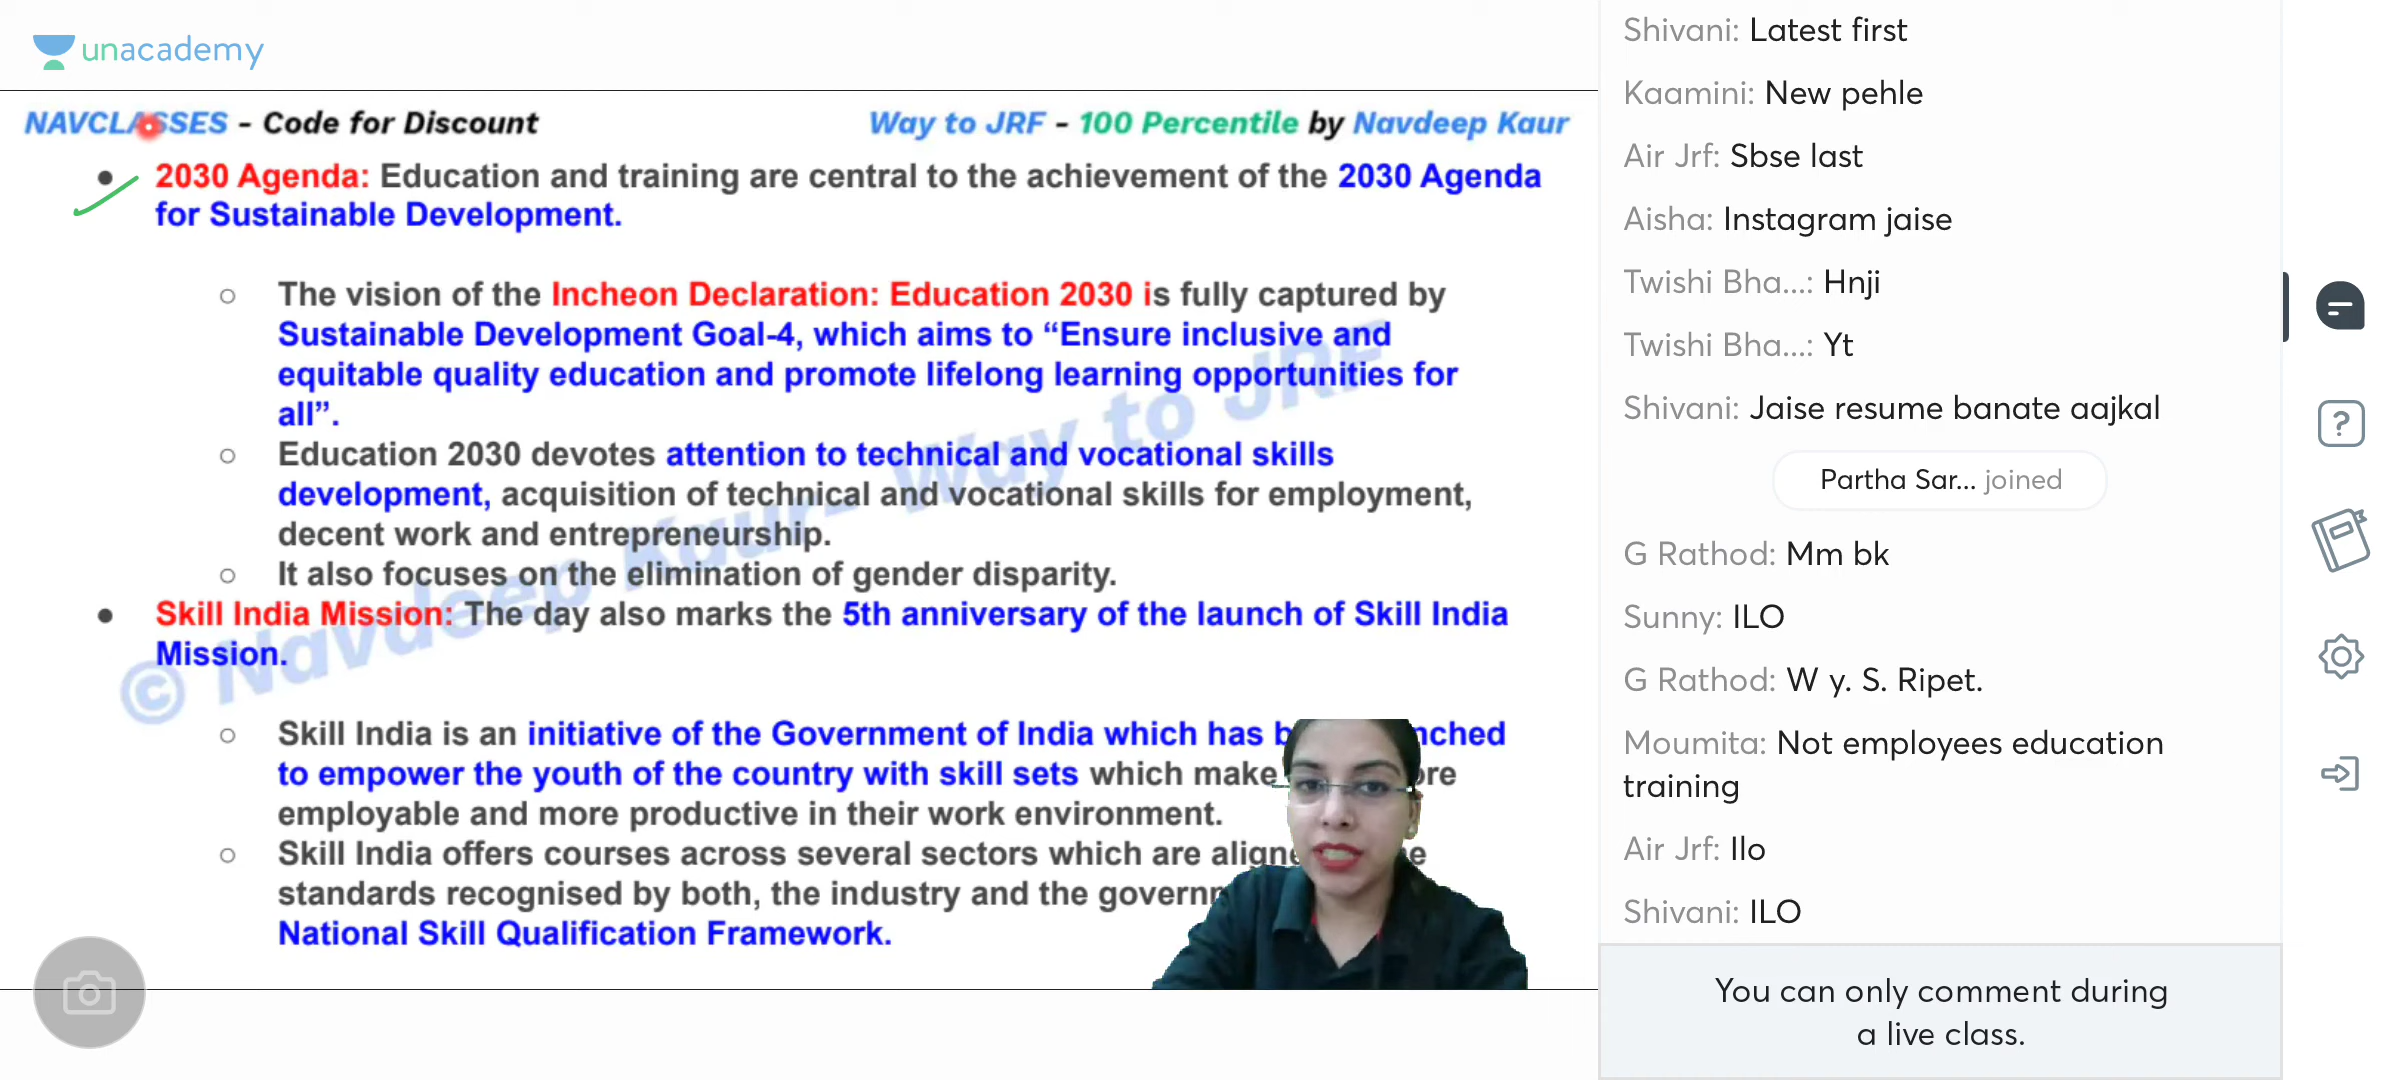 unacademy
NAVCLASSES - Code for Discount
Way to JRF - 100 Percentile by Navdeep Kaur
2030 Agenda: Education and training are central to the achievement of the 2030 Agenda
for Sustainable Development.
The vision of the Incheon Declaration: Education 2030 is fully captured by
Sustainable Development Goal-4, which aims to “Ensure inclusive and
equitable quality education and promote lifelong learning opportunities for
all”.
Education 2030 devotes attention to technical and vocational skills
development, acquisition of technical and vocational skills for employment,
decent work and entrepreneurship.
It also focuses on the elimination of gender disparity.
Skill India Mission: The day also marks the 5th anniversary of the launch of Skill India
Mission.
Skill India is an initiative of the Government of India which has
to empower the youth of the country with skill sets which make
employable and more productive in their work environment.
Skill India offers courses across several sectors which are
standards recognised by both, the industry and the
National Skill Qualification Framework.
© Navdeep Kaur- Way to JRF
Shivani: Latest first
Kaamini: New pehle
Air Jrf: Sbse last
Aisha: Instagram jaise
Twishi Bha...: Hnji
Twishi Bha...: Yt
Shivani: Jaise resume banate aajkal
Partha Sar... joined
G Rathod: Mm bk
Sunny: ILO
G Rathod: W y. S. Ripet.
Moumita: Not employees education
training
Air Jrf: Ilo
Shivani: ILO
You can only comment during
a live class.